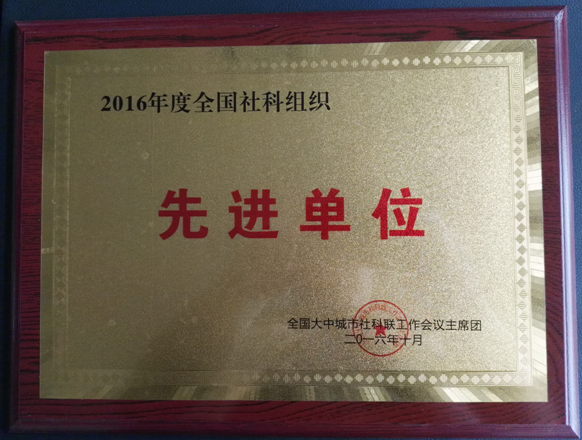 2016年度全国社科组织
先进单位
全国大中城市社科联工作会议主席团
二〇一六年十月